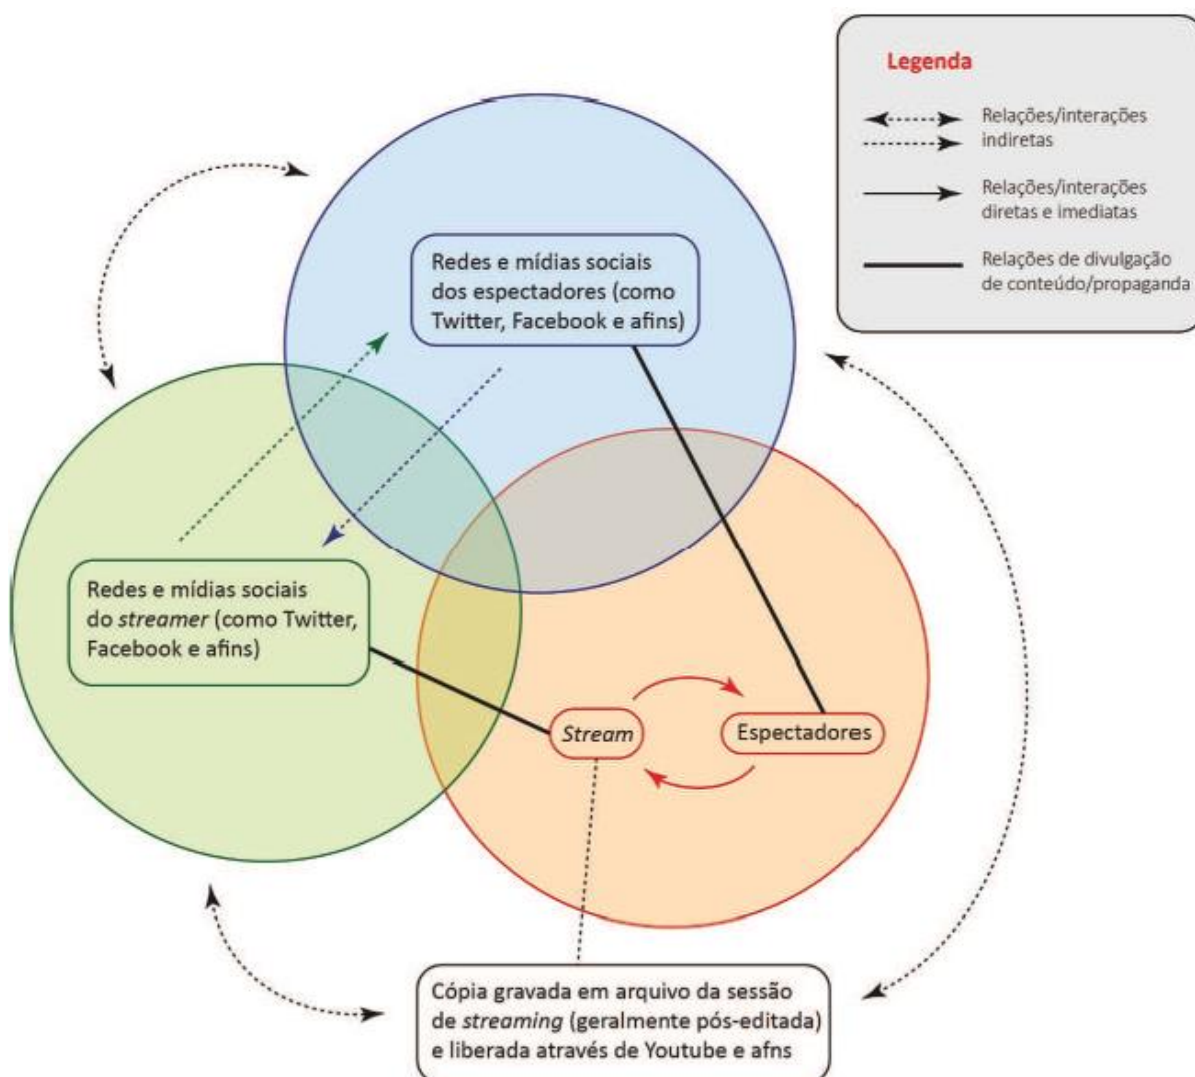 Legenda
Relações/interações
indiretas
Relações/interações
diretas e imediatas
Relações de divulgação
de conteúdo/propaganda
Redes e mídias sociais
dos espectadores (como
Twitter, Facebook e afins)
Redes e mídias sociais
do streamer (como Twitter,
Facebook e afins)
Stream
Espectadores
Cópia gravada em arquivo da sessão
de streaming (geralmente pós-editada)
e liberada através de Youtube e afns